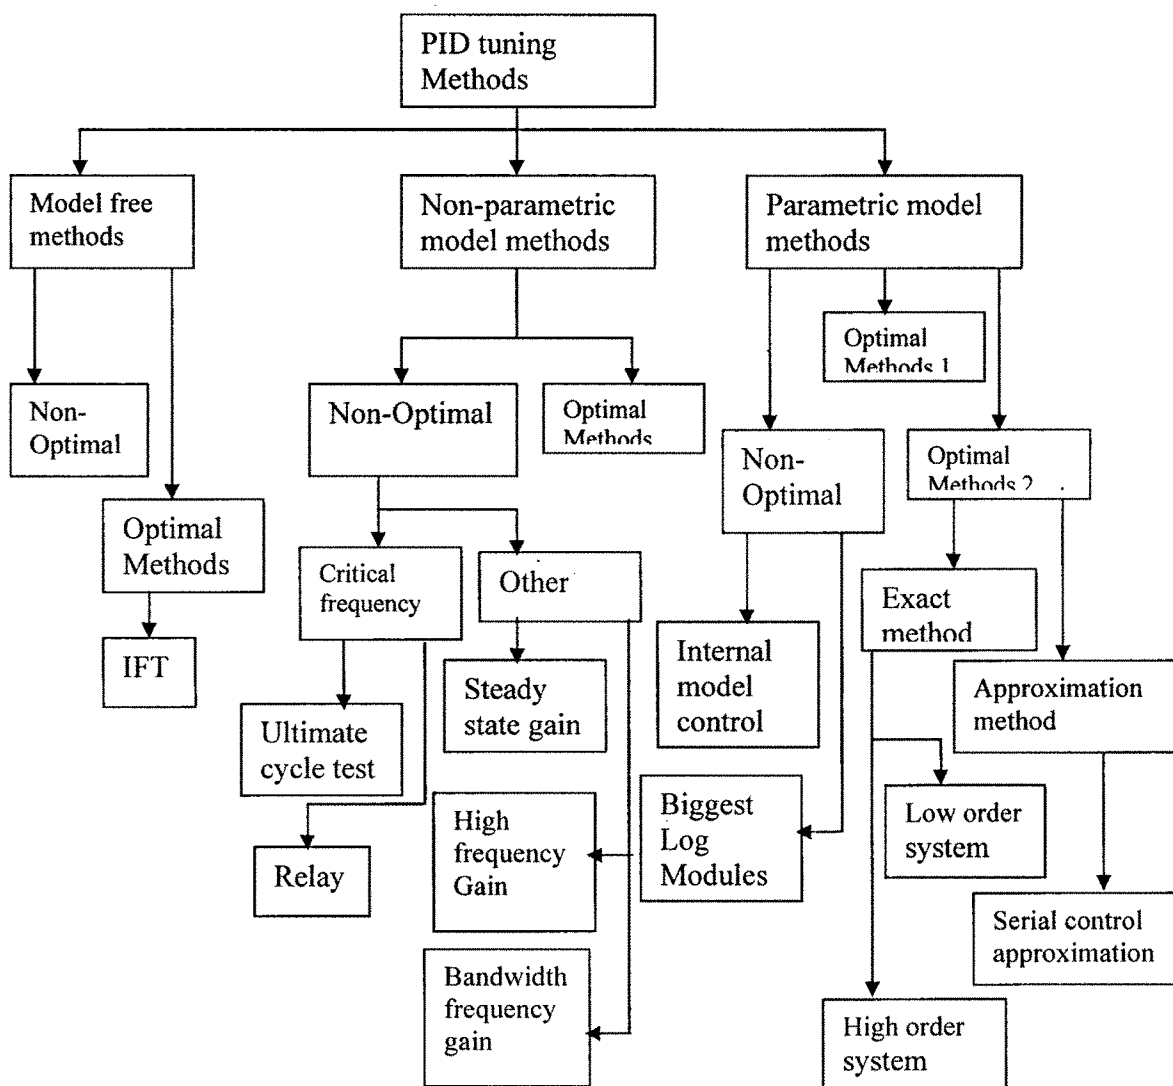 PID tuning
Methods
Model free
methods
Non-parametric
model methods
Parametric model
methods
Optimal
Methods 1
Non-
Optimal
Non-Optimal
Optimal
Methods
Non-
Optimal
Optimal
Methods 2
Optimal
Methods
Critical
frequency
Other
Exact
method
IFT
Steady
state gain
Internal
model
control
Approximation
method
Ultimate
cycle test
High
frequency
Gain
Biggest
Log
Modules
Low order
system
Relay
Serial control
approximation
Bandwidth
frequency
gain
High order
system